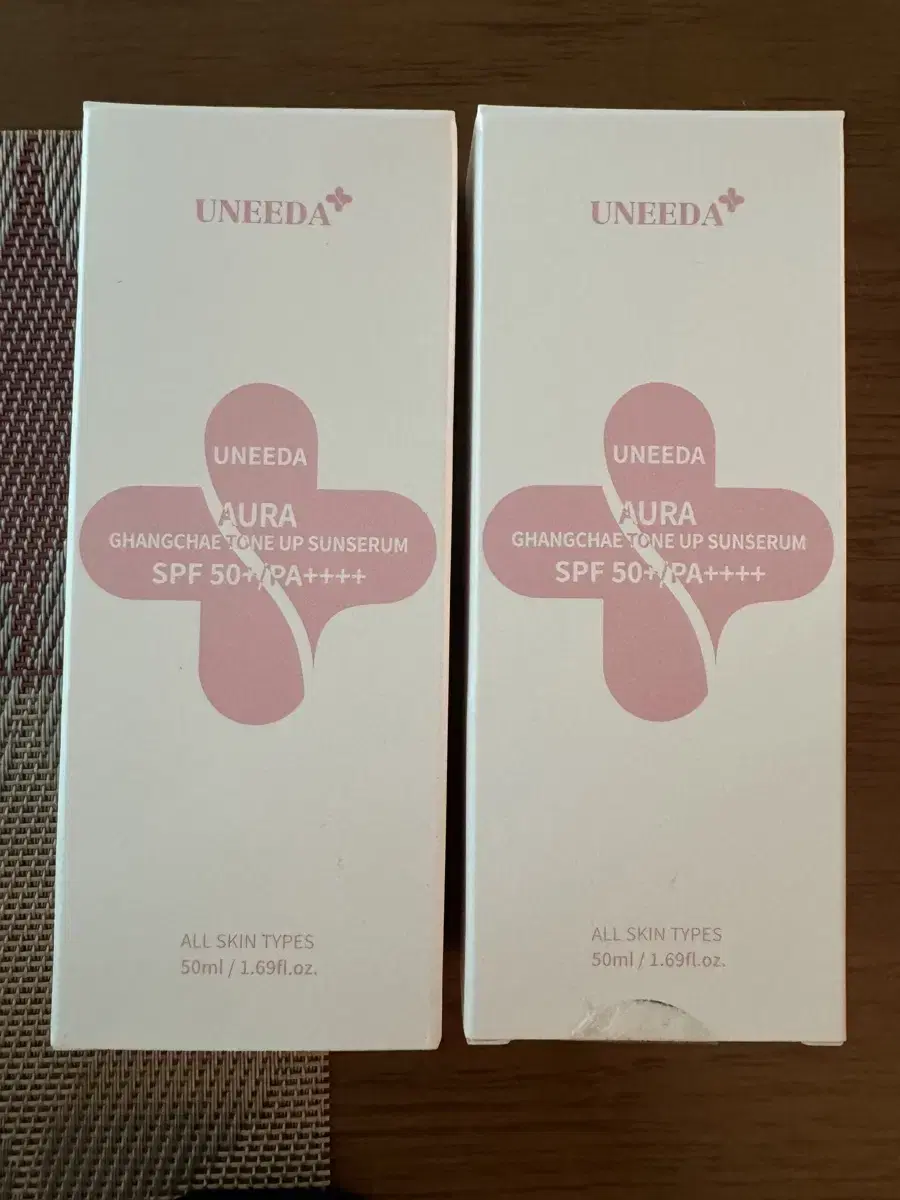 UNEEDA
UNEEDA
AURA
GHANGCHAE TONE UP SUNSERUM
SPF 50+/PA++++
ALL SKIN TYPES
50ml / 1.69fl.oz.
UNEEDA
UNEEDA
AURA
GHANGCHAE TONE UP SUNSERUM
SPF 50+/PA++++
ALL SKIN TYPES
50ml / 1.69fl.oz.